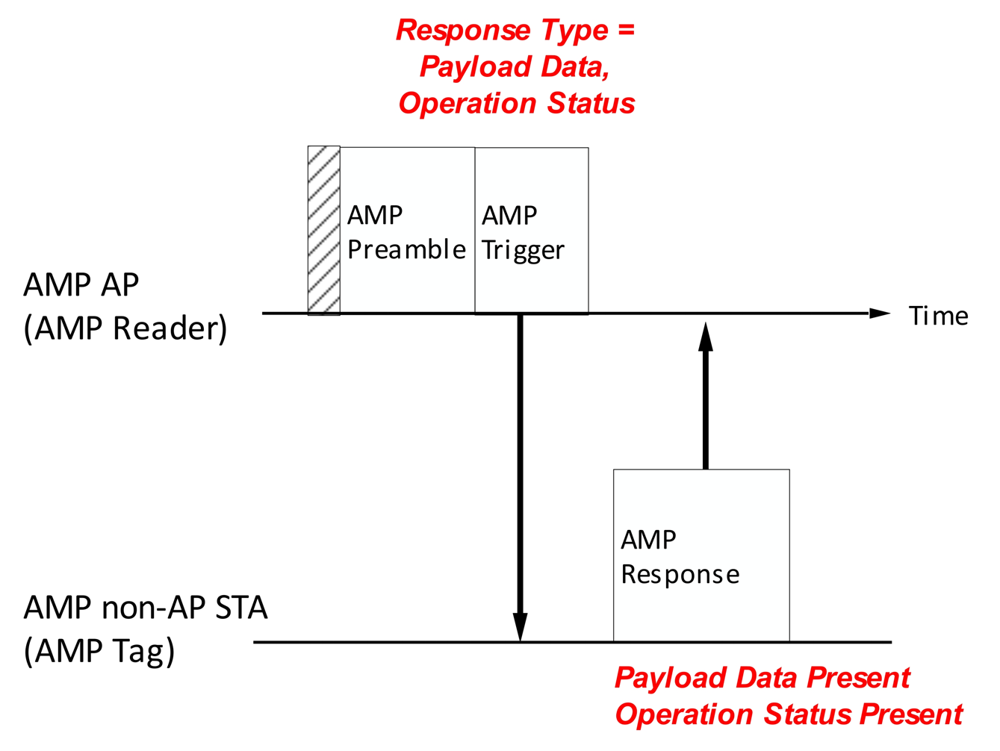 Response Type =
Payload Data,
Operation Status
AMP
Preamble
AMP
Trigger
AMP AP
(AMP Reader)
Time
AMP
Response
AMP non-AP STA
(AMP Tag)
Payload Data Present
Operation Status Present